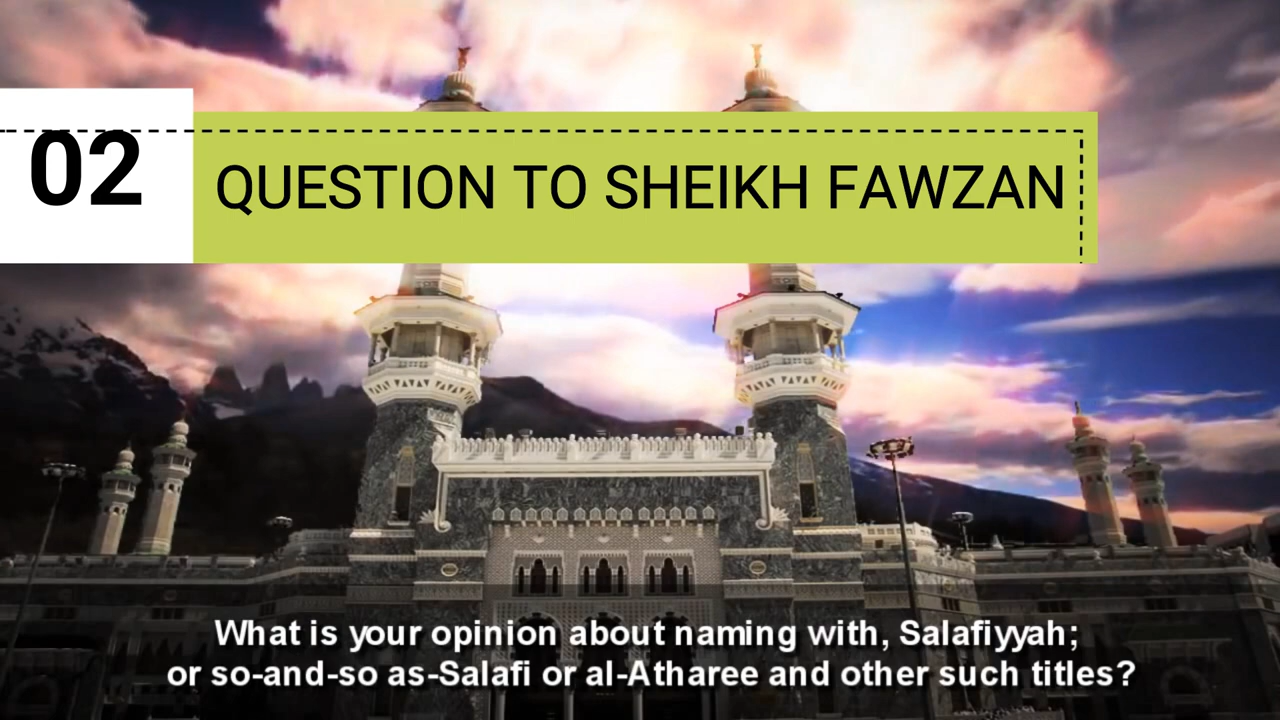 02
QUESTION TO SHEIKH FAWZAN
What is your opinion about naming with, Salafiyyah;
or so-and-so as-Salafi or al-Atharee and other such titles?